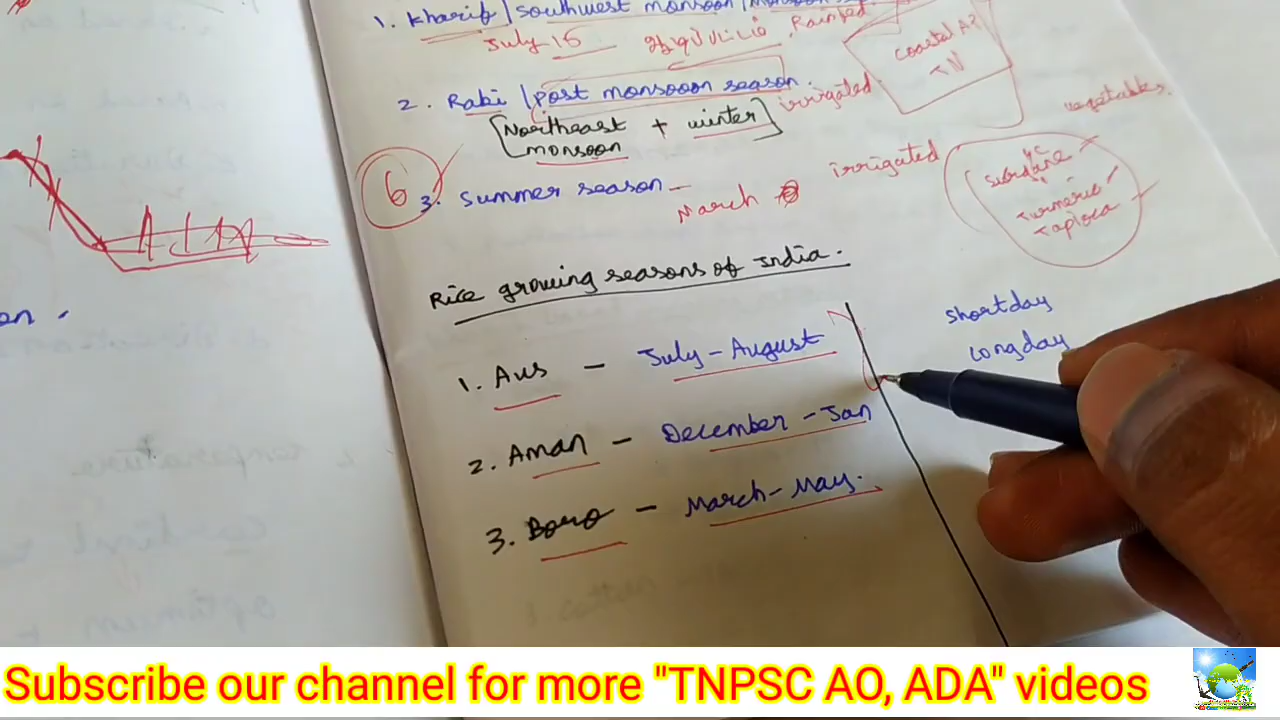 1. Kharif / southwest monsoon / monsoon
July 15 Rainfed
Coastal AP
TN
2. Rabi / post monsooon season.
[Northeast monsoon + winter] irrigated
vegetables.
6
3. Summer season - March
irrigated
Turmeric
Tapioca
Rice growing seasons of India.
1. Aus - July - August
2. Aman - December - Jan
3. Boro - March - May.
shortday
longday
Subscribe our channel for more "TNPSC AO, ADA" videos